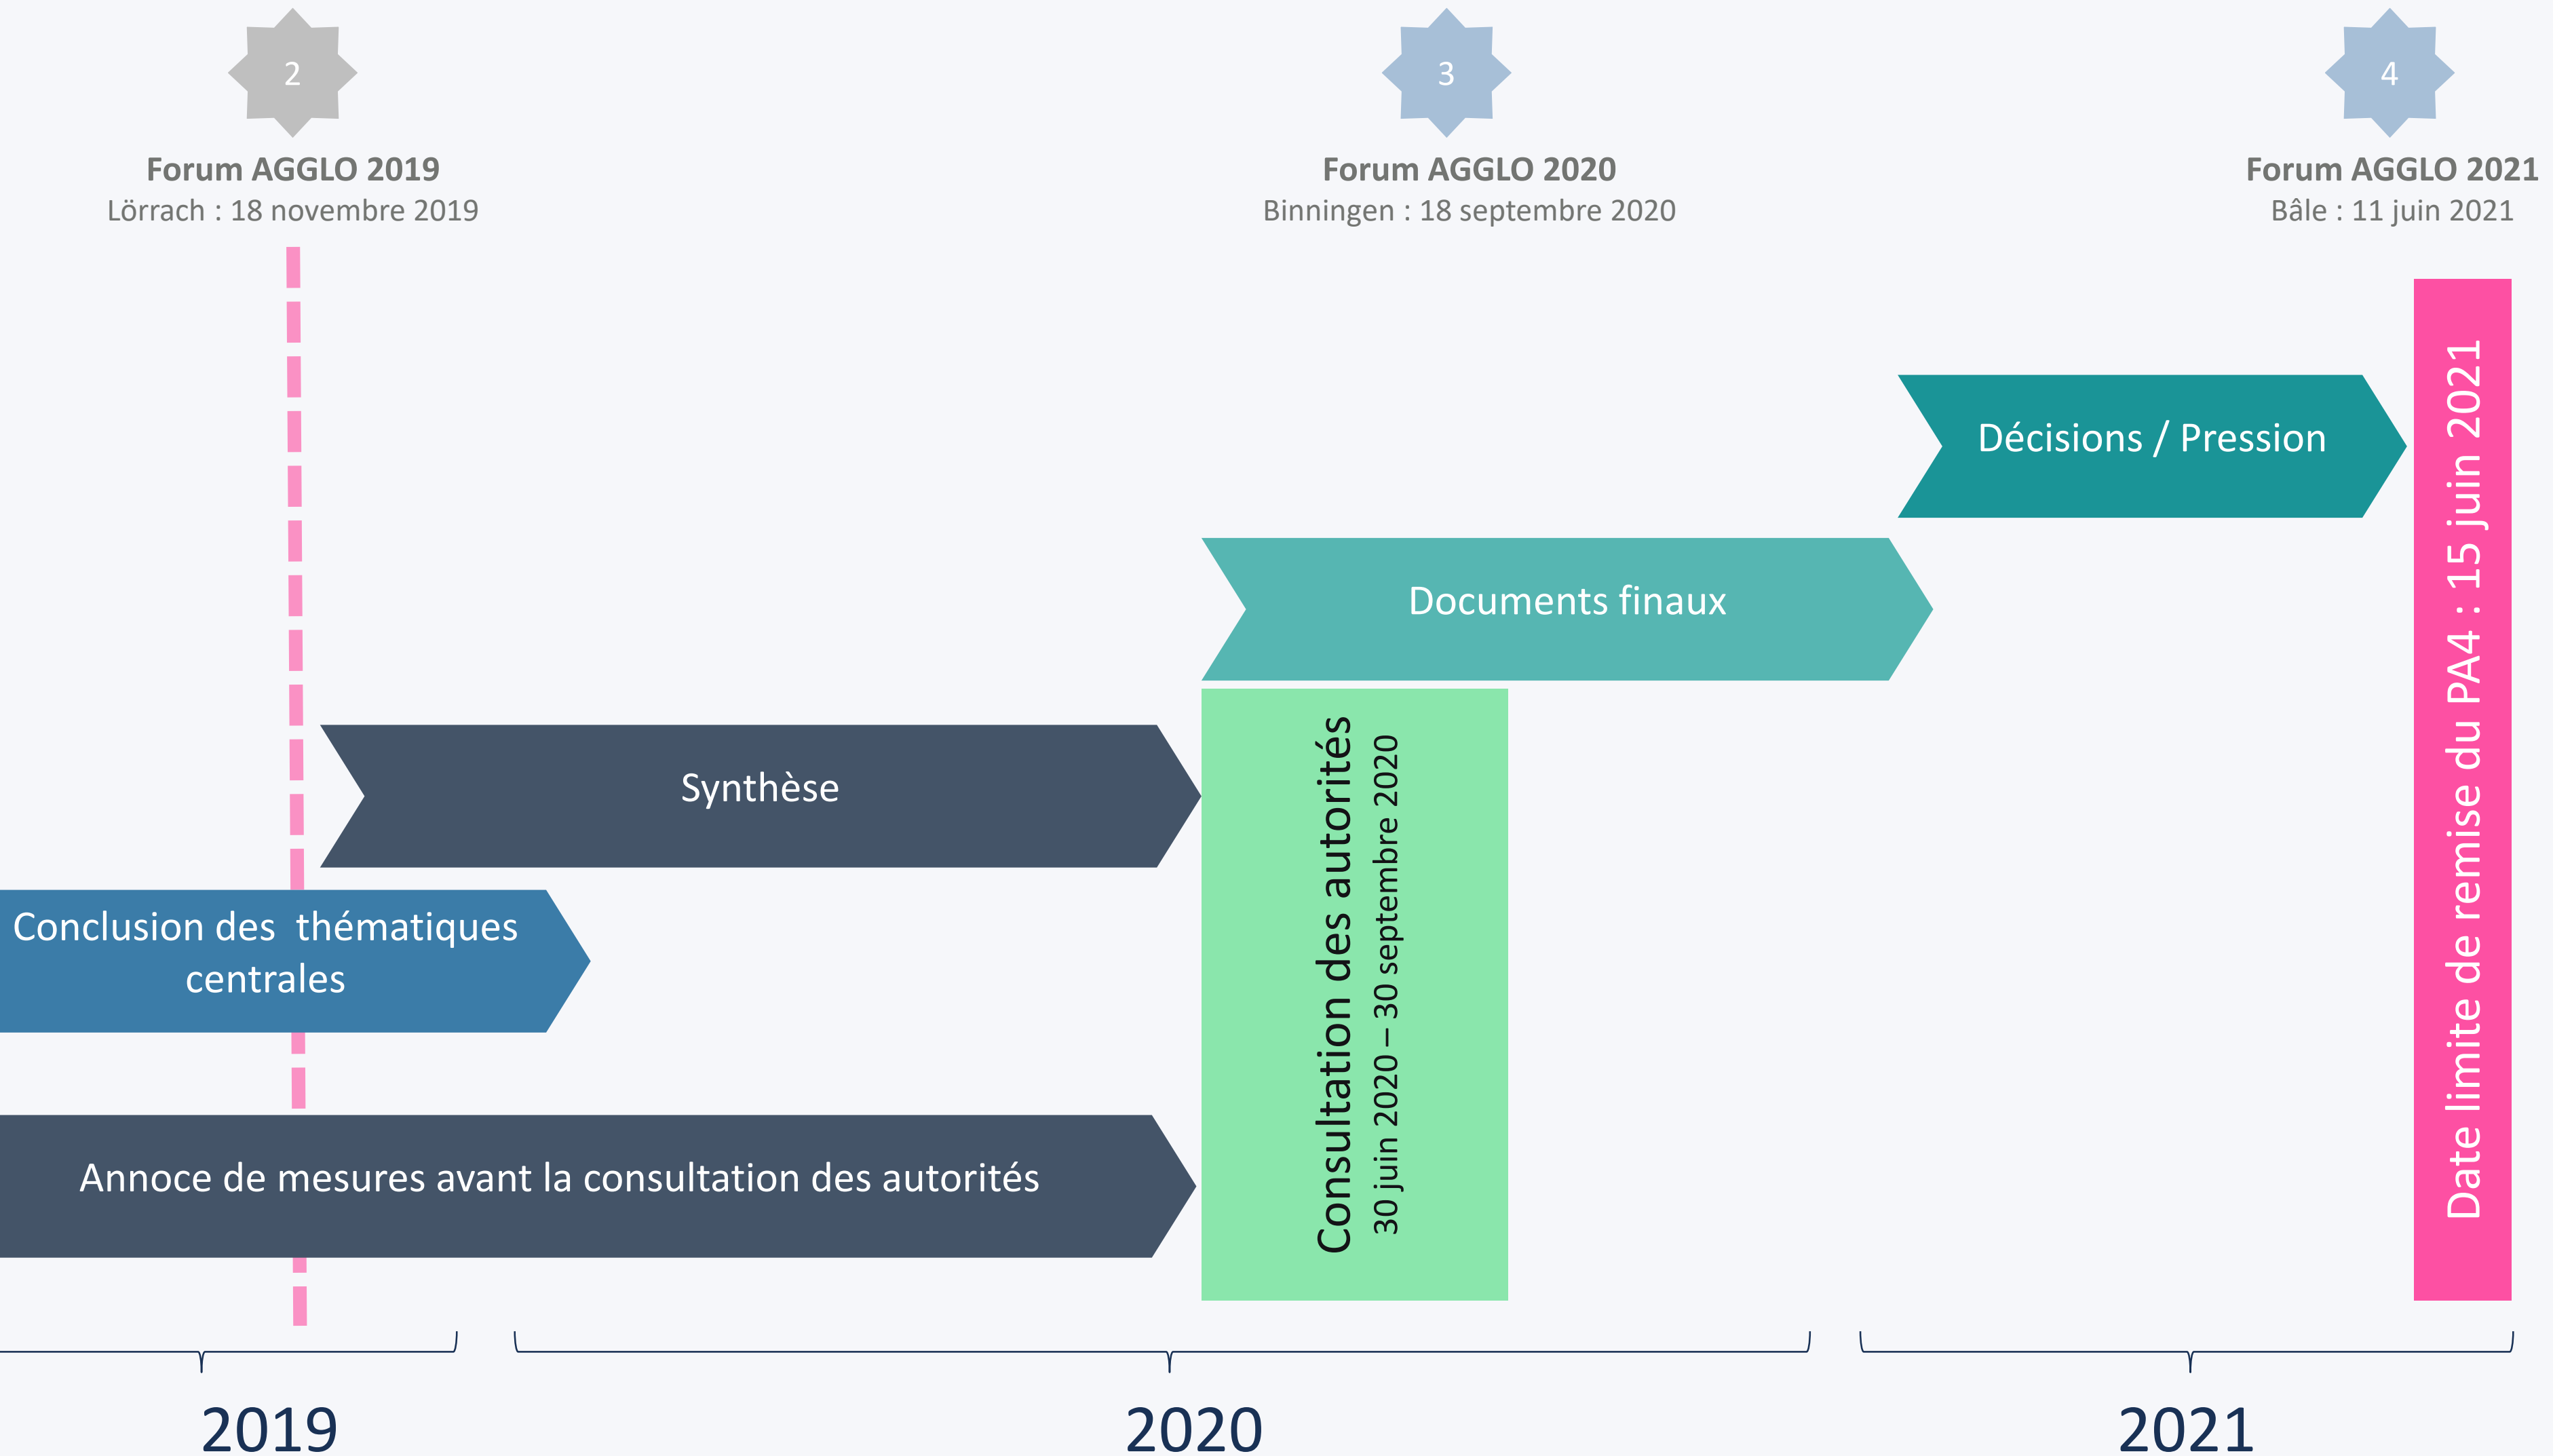 2
Forum AGGLO 2019
Lörrach : 18 novembre 2019
3
Forum AGGLO 2020
Binningen : 18 septembre 2020
4
Forum AGGLO 2021
Bâle : 11 juin 2021
Décisions / Pression
Documents finaux
Synthèse
Conclusion des  thématiques
centrales
Annoce de mesures avant la consultation des autorités
Consultation des autorités
30 juin 2020 – 30 septembre 2020
Date limite de remise du PA4 : 15 juin 2021
2019
2020
2021